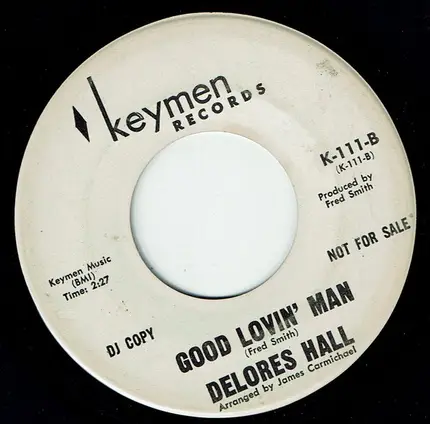 keymen
RECORDS
K-111-B
(K-111-B)
Produced by
Fred Smith
NOT FOR SALE
Keymen Music
(BMI)
Time: 2:27
DJ COPY
GOOD LOVIN' MAN
(Fred Smith)
DELORES HALL
Arranged by James Carmichael